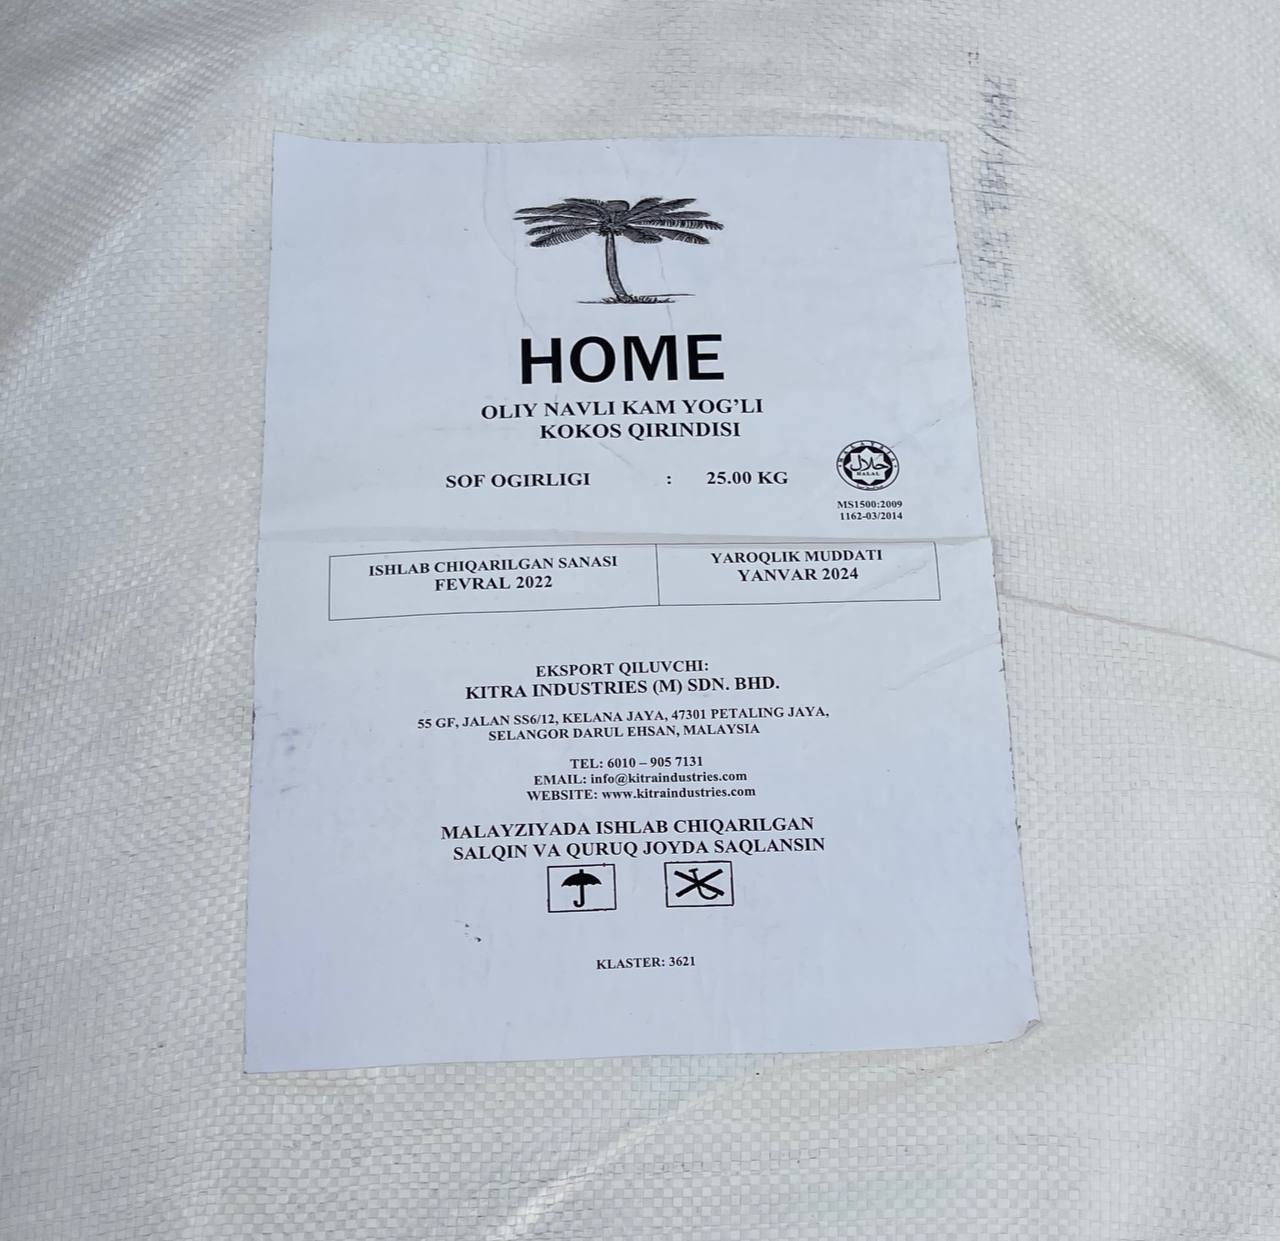 HOME
OLIY NAVLI KAM YOG’LI
KOKOS QIRINDISI
SOF OGIRLIGI : 25.00 KG
حلال
HALAL
MS1500:2009
1162-03/2014
ISHLAB CHIQARILGAN SANASI
FEVRAL 2022
YAROQLIK MUDDATI
YANVAR 2024
EKSPORT QILUVCHI:
KITRA INDUSTRIES (M) SDN. BHD.
55 GF, JALAN SS6/12, KELANA JAYA, 47301 PETALING JAYA,
SELANGOR DARUL EHSAN, MALAYSIA
TEL: 6010 – 905 7131
EMAIL: info@kitraindustries.com
WEBSITE: www.kitraindustries.com
MALAYZIYADA ISHLAB CHIQARILGAN
SALQIN VA QURUQ JOYDA SAQLANSIN
KLASTER: 3621